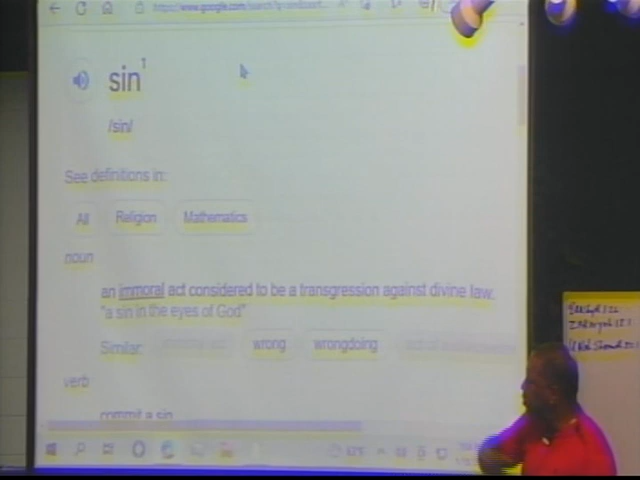 sin¹
/sin/
See definitions in:
All Religion Mathematics
noun
an immoral act considered to be a transgression against divine law.
"a sin in the eyes of God"
Similar: wrong wrongdoing
verb
commit a sin